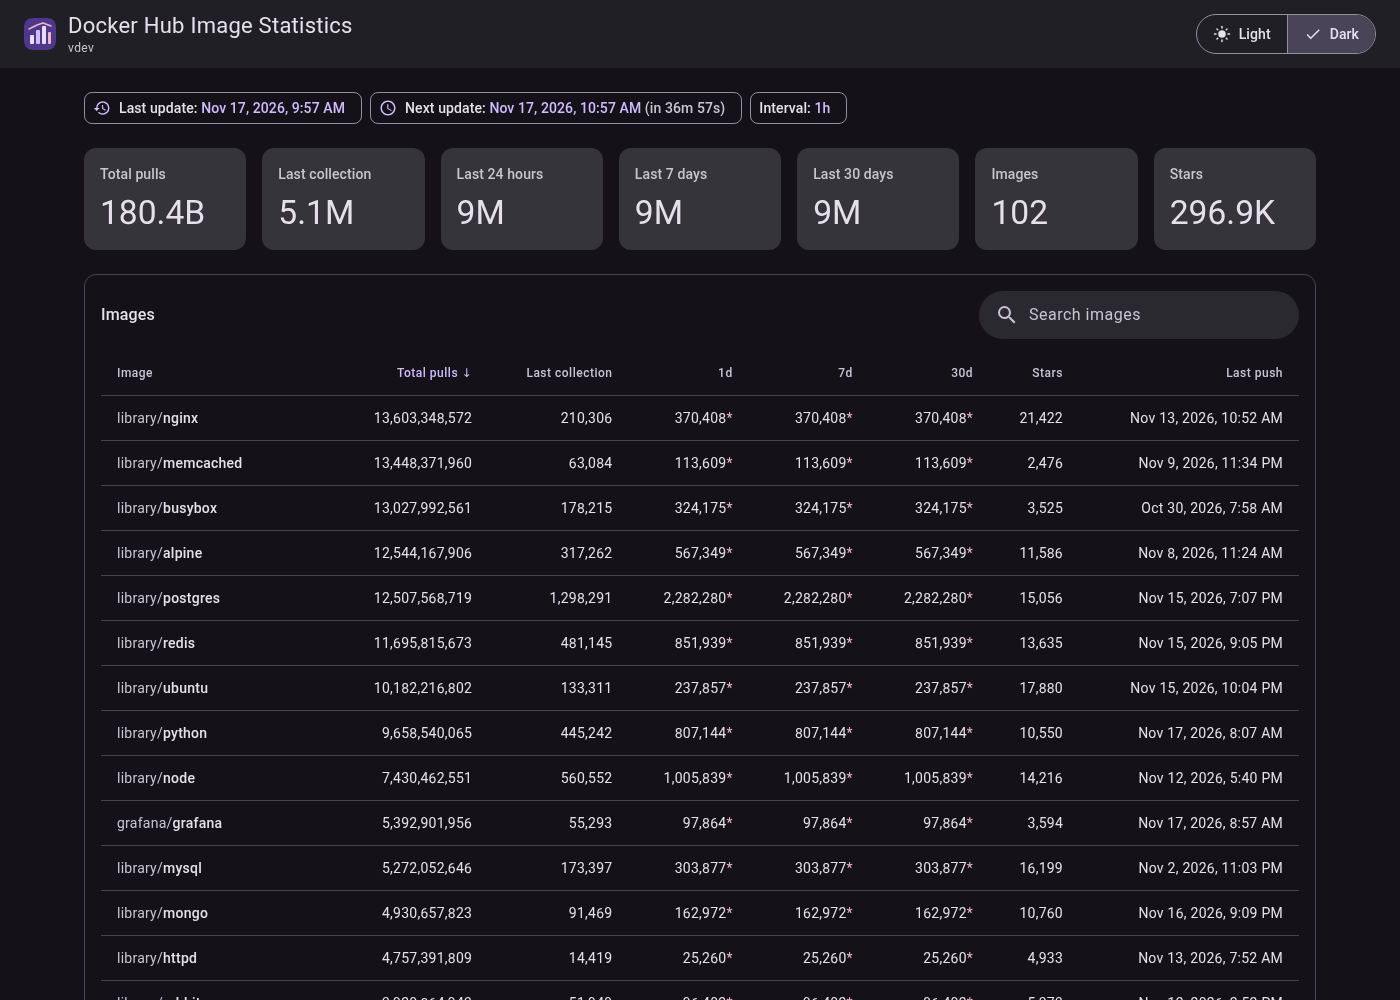 Docker Hub Image Statistics
vdev
Light
Dark
Last update: Nov 17, 2026, 9:57 AM
Next update: Nov 17, 2026, 10:57 AM (in 36m 57s)
Interval: 1h
Total pulls
180.4B
Last collection
5.1M
Last 24 hours
9M
Last 7 days
9M
Last 30 days
9M
Images
102
Stars
296.9K
Images
Search images
Image Total pulls ↓ Last collection 1d 7d 30d Stars Last push
library/nginx 13,603,348,572 210,306 370,408* 370,408* 370,408* 21,422 Nov 13, 2026, 10:52 AM
library/memcached 13,448,371,960 63,084 113,609* 113,609* 113,609* 2,476 Nov 9, 2026, 11:34 PM
library/busybox 13,027,992,561 178,215 324,175* 324,175* 324,175* 3,525 Oct 30, 2026, 7:58 AM
library/alpine 12,544,167,906 317,262 567,349* 567,349* 567,349* 11,586 Nov 8, 2026, 11:24 AM
library/postgres 12,507,568,719 1,298,291 2,282,280* 2,282,280* 2,282,280* 15,056 Nov 15, 2026, 7:07 PM
library/redis 11,695,815,673 481,145 851,939* 851,939* 851,939* 13,635 Nov 15, 2026, 9:05 PM
library/ubuntu 10,182,216,802 133,311 237,857* 237,857* 237,857* 17,880 Nov 15, 2026, 10:04 PM
library/python 9,658,540,065 445,242 807,144* 807,144* 807,144* 10,550 Nov 17, 2026, 8:07 AM
library/node 7,430,462,551 560,552 1,005,839* 1,005,839* 1,005,839* 14,216 Nov 12, 2026, 5:40 PM
grafana/grafana 5,392,901,956 55,293 97,864* 97,864* 97,864* 3,594 Nov 17, 2026, 8:57 AM
library/mysql 5,272,052,646 173,397 303,877* 303,877* 303,877* 16,199 Nov 2, 2026, 11:03 PM
library/mongo 4,930,657,823 91,469 162,972* 162,972* 162,972* 10,760 Nov 16, 2026, 9:09 PM
library/httpd 4,757,391,809 14,419 25,260* 25,260* 25,260* 4,933 Nov 13, 2026, 7:52 AM